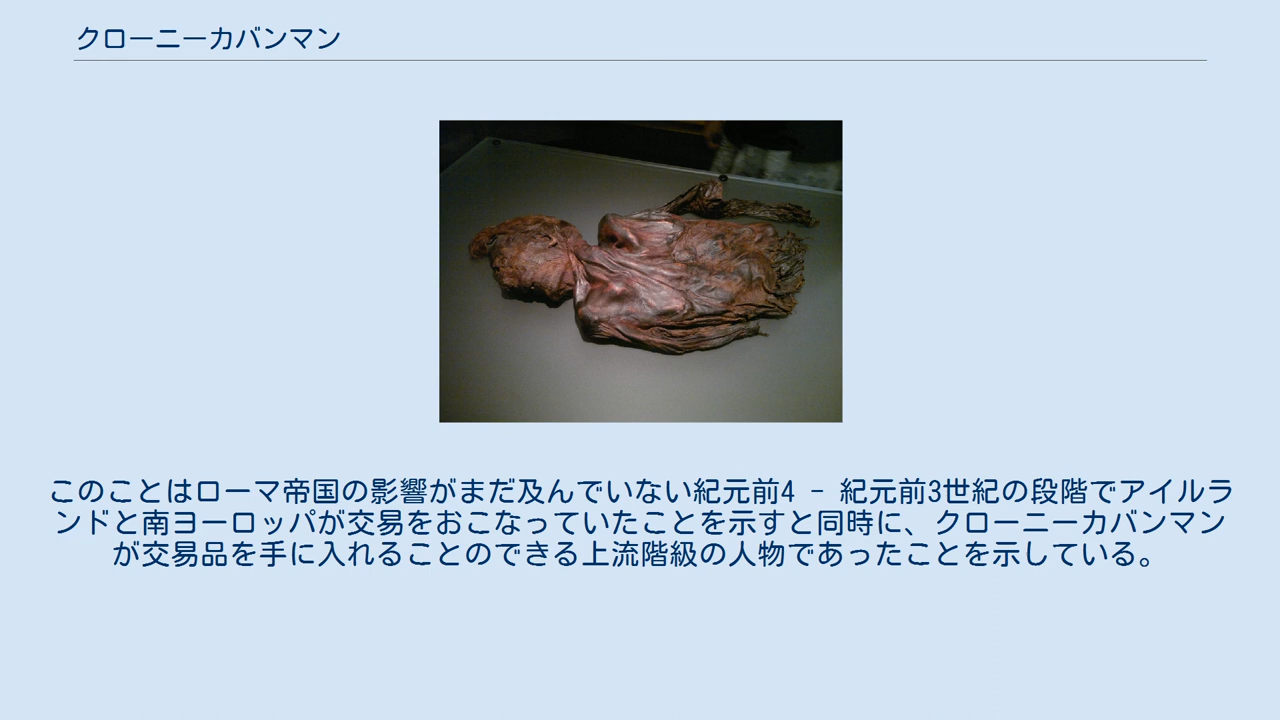 クローニーカバンマン
このことはローマ帝国の影響がまだ及んでいない紀元前4 - 紀元前3世紀の段階でアイルラ
ンドと南ヨーロッパが交易をおこなっていたことを示すと同時に、クローニーカバンマン
が交易品を手に入れることのできる上流階級の人物であったことを示している。